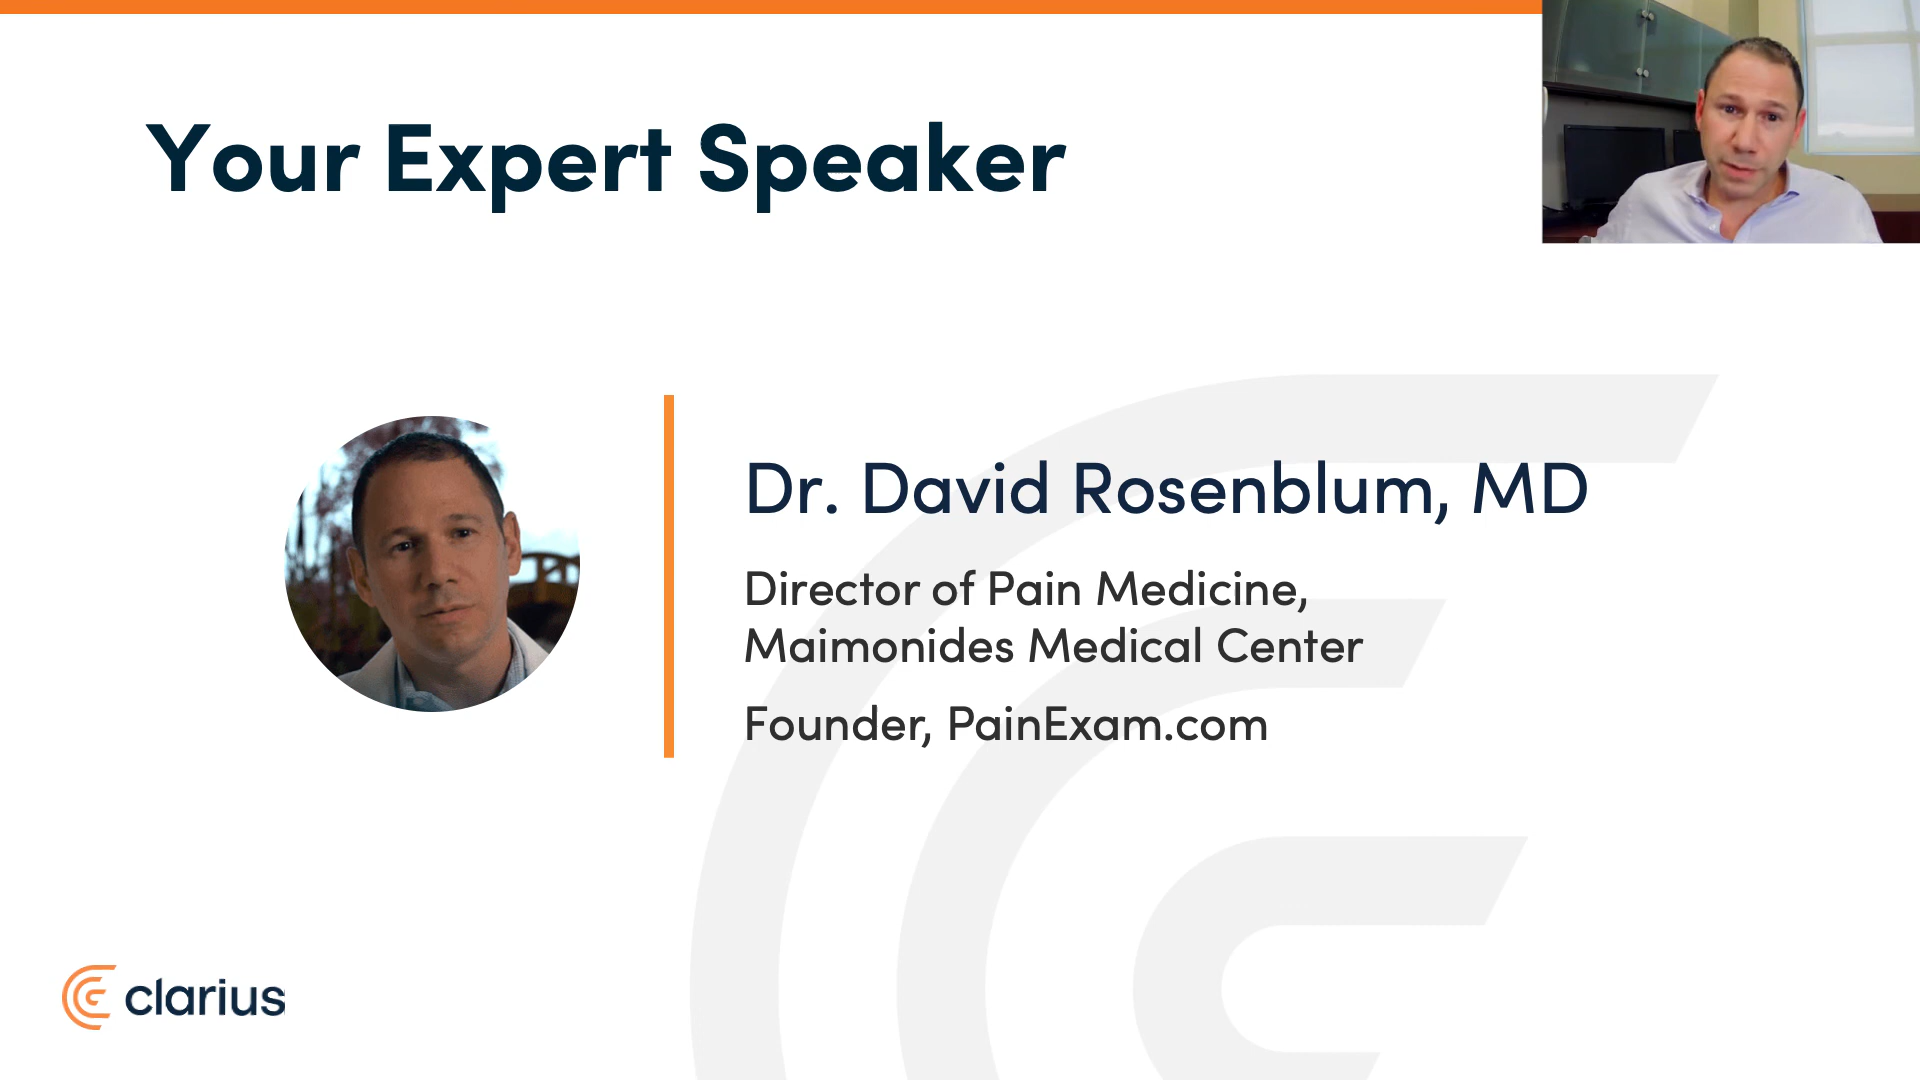 Your Expert Speaker
Dr. David Rosenblum, MD
Director of Pain Medicine,
Maimonides Medical Center
Founder, PainExam.com
clarius